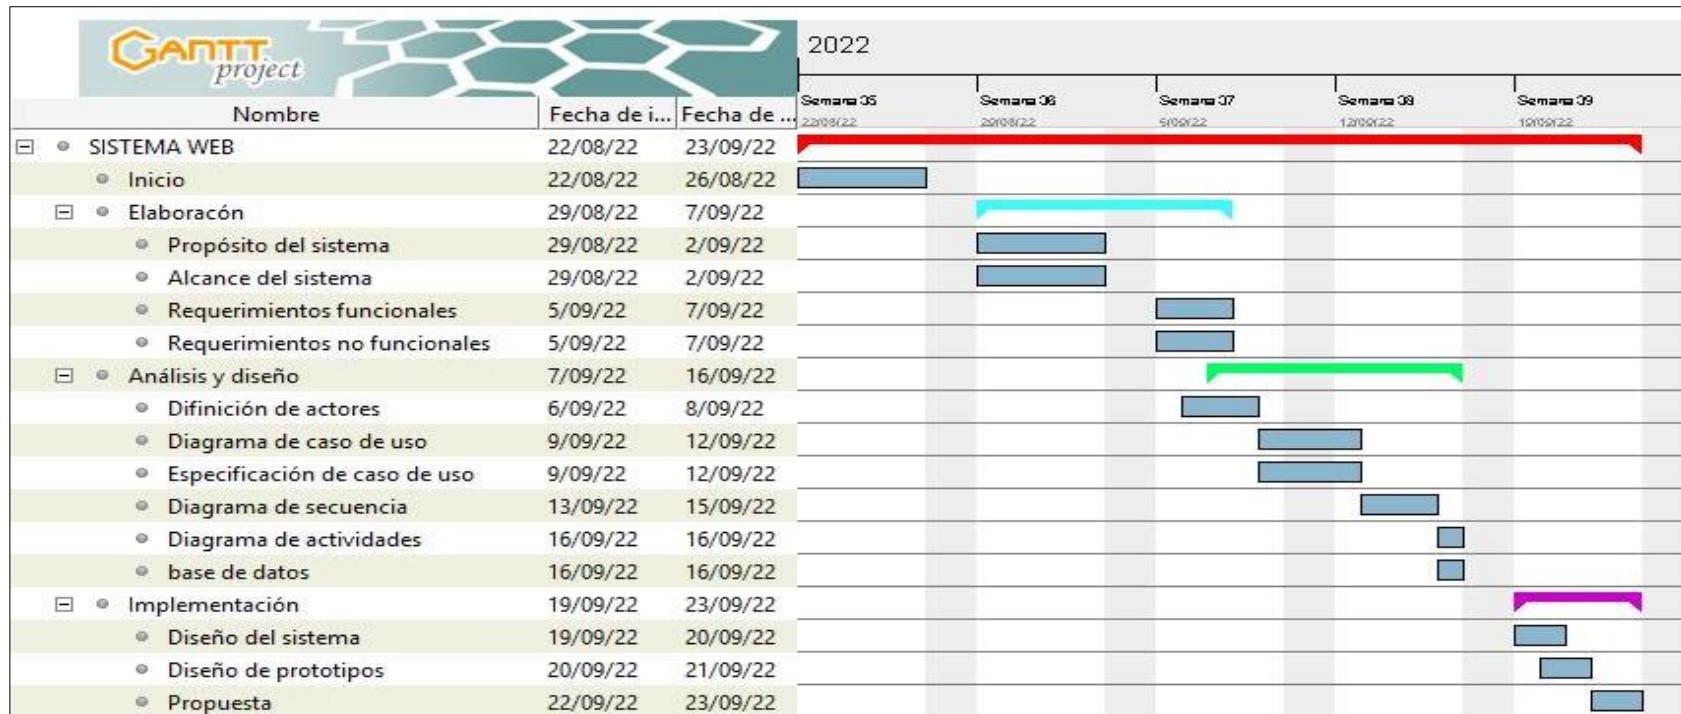 GANTT
project
2022
Semana 35 Semana 36 Semana 37 Semana 38 Semana 39
Nombre Fecha de i... Fecha de ... 22/08/22 29/08/22 5/09/22 12/09/22 19/09/22
SISTEMA WEB 22/08/22 23/09/22
Inicio 22/08/22 26/08/22
Elaboracón 29/08/22 7/09/22
Propósito del sistema 29/08/22 2/09/22
Alcance del sistema 29/08/22 2/09/22
Requerimientos funcionales 5/09/22 7/09/22
Requerimientos no funcionales 5/09/22 7/09/22
Análisis y diseño 7/09/22 16/09/22
Difinición de actores 6/09/22 8/09/22
Diagrama de caso de uso 9/09/22 12/09/22
Especificación de caso de uso 9/09/22 12/09/22
Diagrama de secuencia 13/09/22 15/09/22
Diagrama de actividades 16/09/22 16/09/22
base de datos 16/09/22 16/09/22
Implementación 19/09/22 23/09/22
Diseño del sistema 19/09/22 20/09/22
Diseño de prototipos 20/09/22 21/09/22
Propuesta 22/09/22 23/09/22